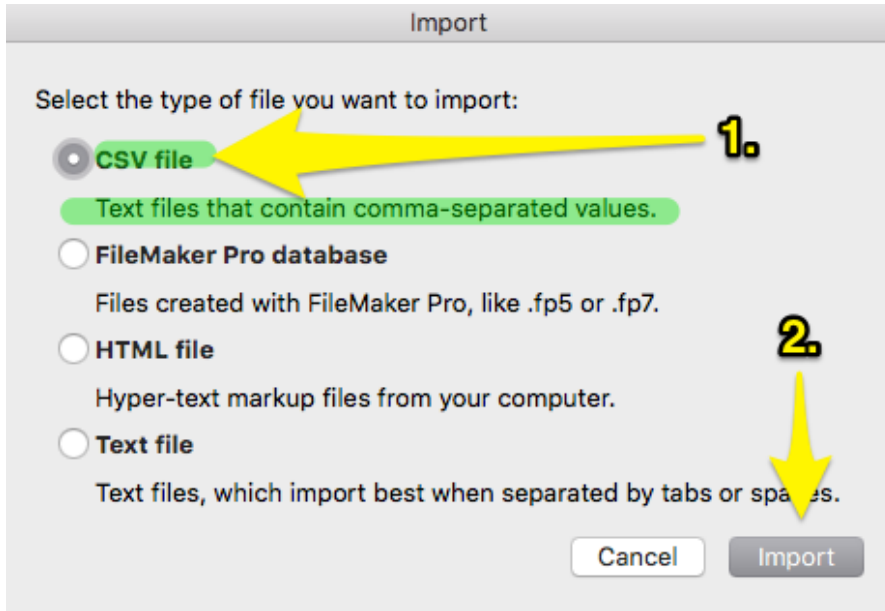 Import
Select the type of file you want to import:
CSV file
1.
Text files that contain comma-separated values.
FileMaker Pro database
Files created with FileMaker Pro, like .fp5 or .fp7.
HTML file
2.
Hyper-text markup files from your computer.
Text file
Text files, which import best when separated by tabs or spaces.
Cancel
Import